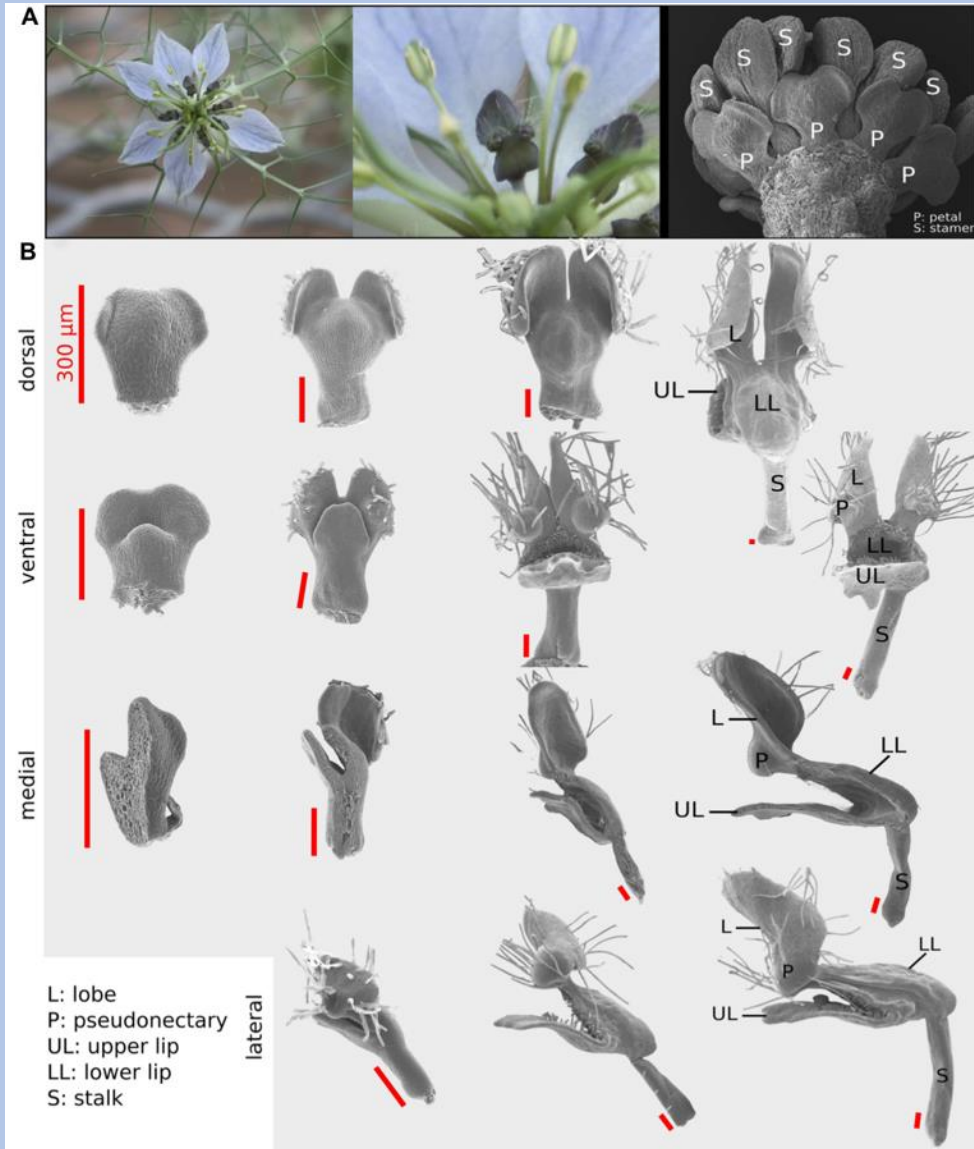 A
S
S
S
S
S
S
P
P
P
P
P: petal
S: stamen
B
dorsal
300 µm
L
UL
LL
S
ventral
L
P
LL
UL
S
medial
L
LL
P
UL
S
lateral
L
LL
P
UL
S
L: lobe
P: pseudonectary
UL: upper lip
LL: lower lip
S: stalk